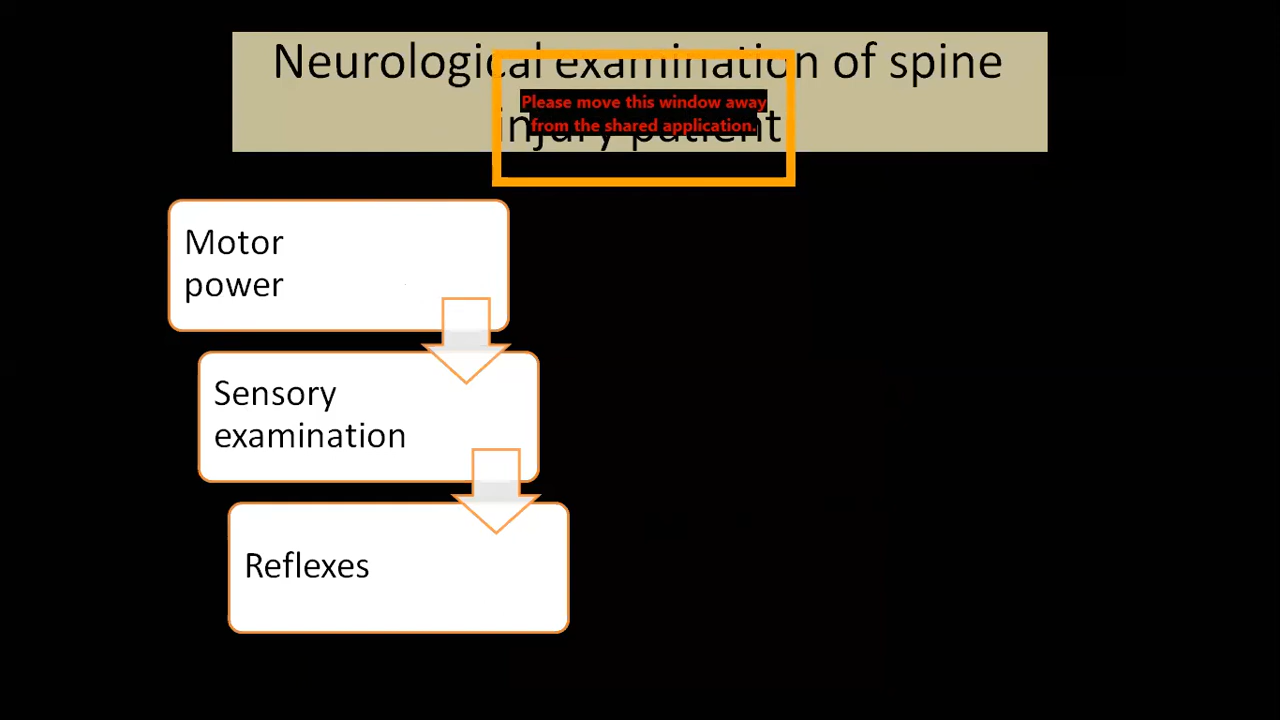 Neurological examination of spine
injury patient
Please move this window away
from the shared application.
Motor
power
Sensory
examination
Reflexes